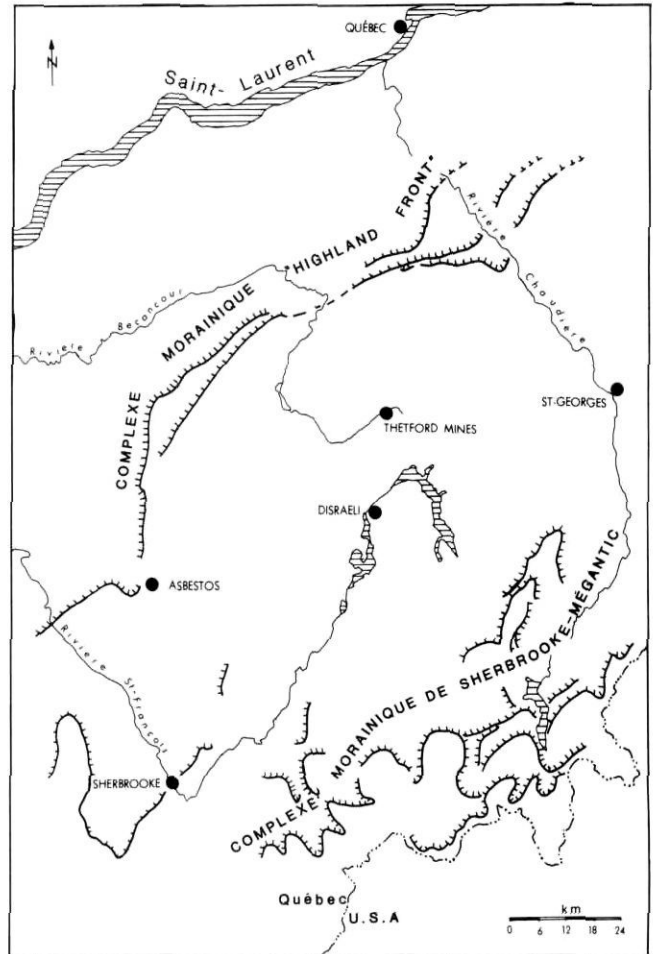 QUÉBEC
N
Saint-Laurent
COMPLEXE MORAINIQUE "HIGHLAND FRONT"
Rivière Chaudière
Rivière Bécancour
ST-GEORGES
THETFORD MINES
DISRAELI
ASBESTOS
Rivière St-François
SHERBROOKE
COMPLEXE MORAINIQUE DE SHERBROOKE-MÉGANTIC
Québec
U.S.A
km
0 6 12 18 24